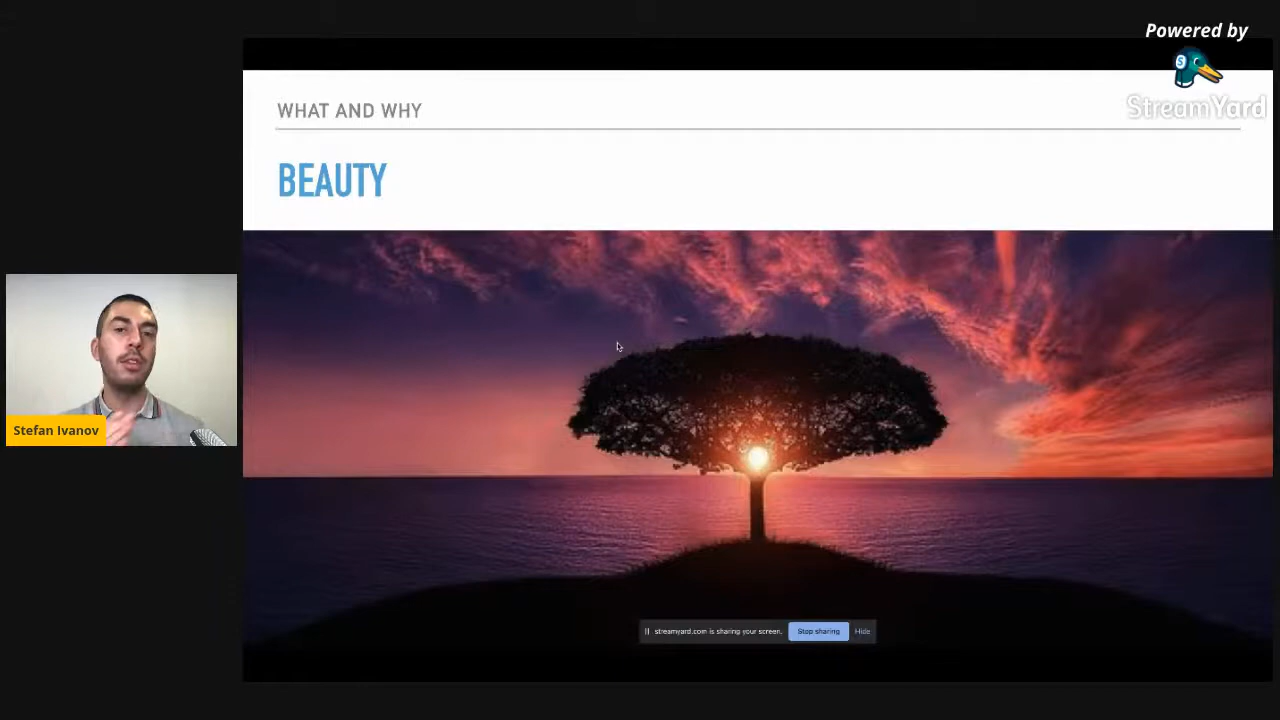 Powered by
StreamYard
WHAT AND WHY
BEAUTY
Stefan Ivanov
streamyard.com is sharing your screen.
Stop sharing
Hide